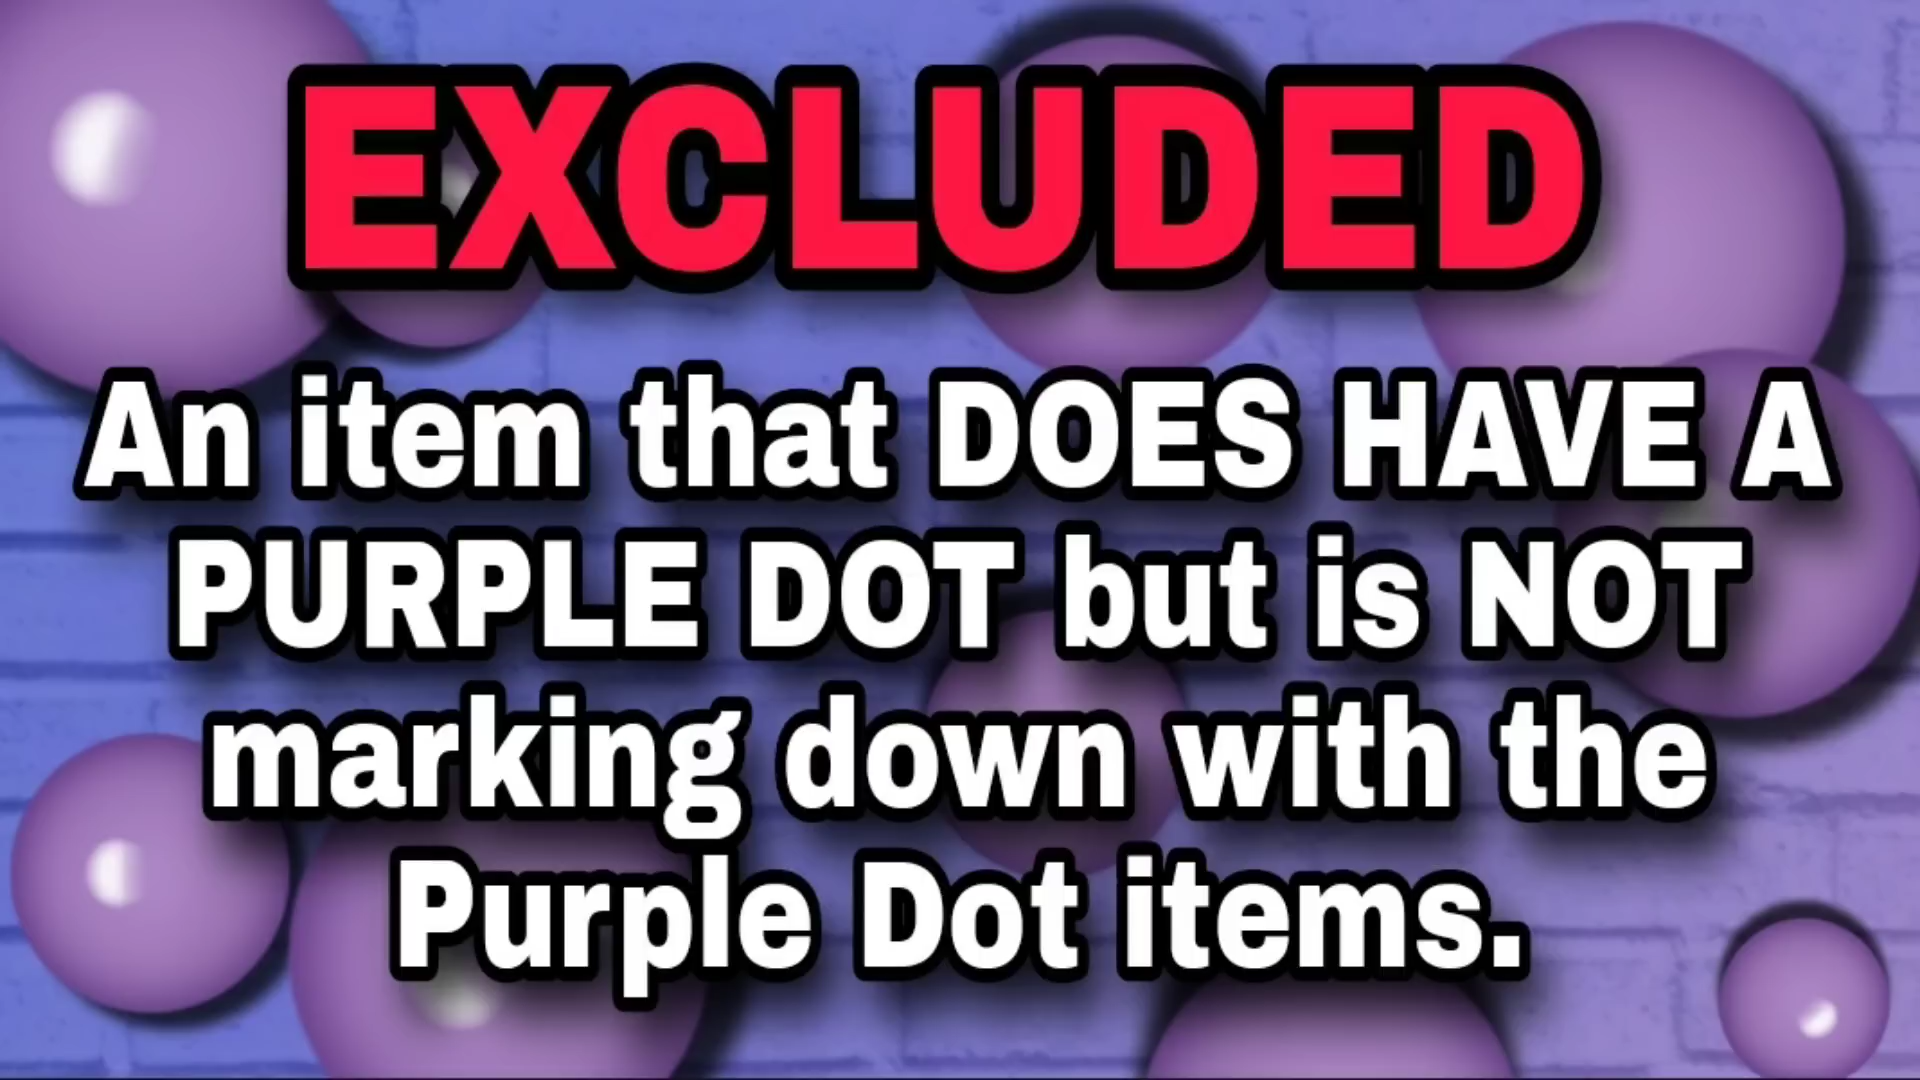 EXCLUDED
An item that DOES HAVE A
PURPLE DOT but is NOT
marking down with the
Purple Dot items.